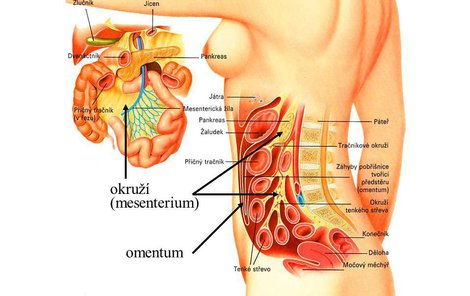 Žlučník
Jícen
Dvanáctník
Pankreas
Příčný tračník
(v řezu)
Mesenterická žíla
okruží
(mesenterium)
omentum
Játra
Pankreas
Žaludek
Příčný tračník
Tenké střevo
Páteř
Tračníkové okruží
Záhyby pobřišnice
tvořící
předstěru
(omentum)
Okruží
tenkého střeva
Konečník
Děloha
Močový měchýř